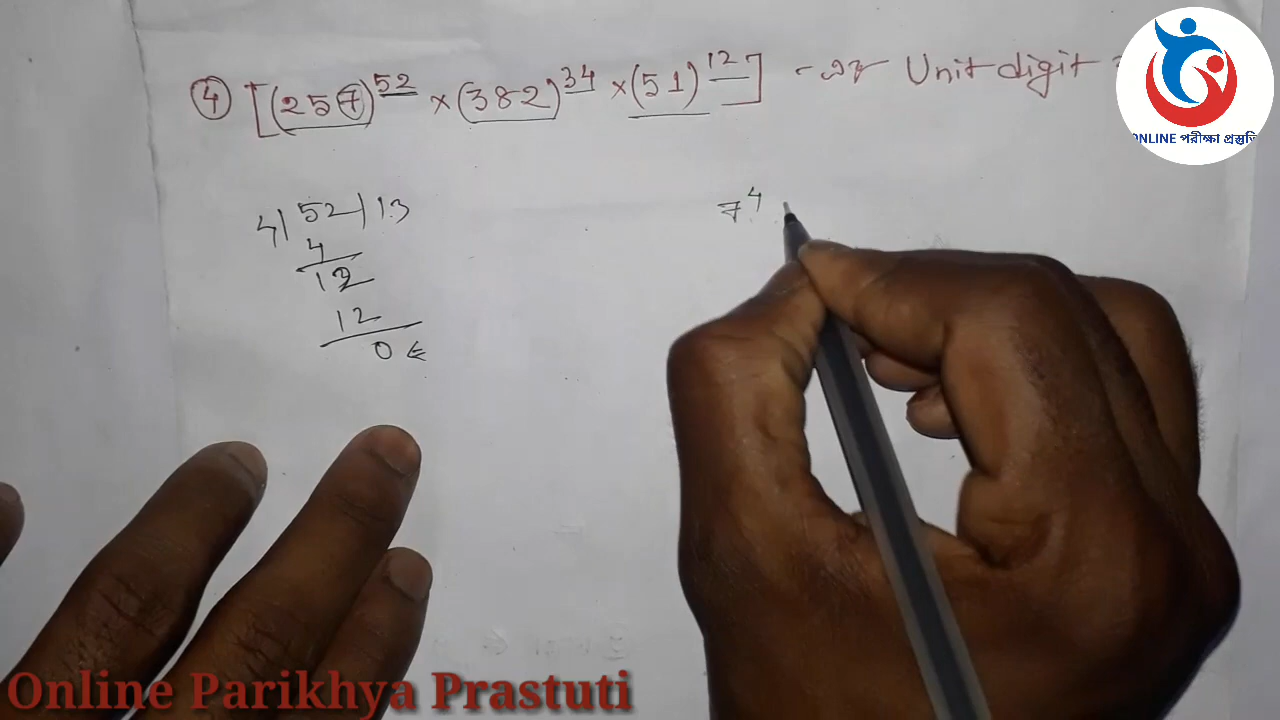 ④ [(257)^52 × (382)^34 × (51)^12] - এর Unit digit
4) 52 ) 13
4
12
12
0 ⋲
7^4
ONLINE পরীক্ষা প্রস্তুতি
Online Parikhya Prastuti